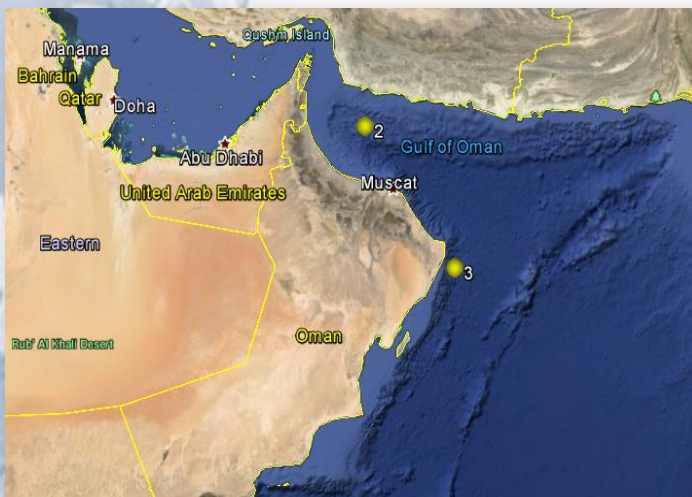 Qushm Island
Manama
Bahrain
Qatar
Doha
2
Gulf of Oman
Abu Dhabi
Muscat
United Arab Emirates
Eastern
3
Oman
Rub' Al Khali Desert